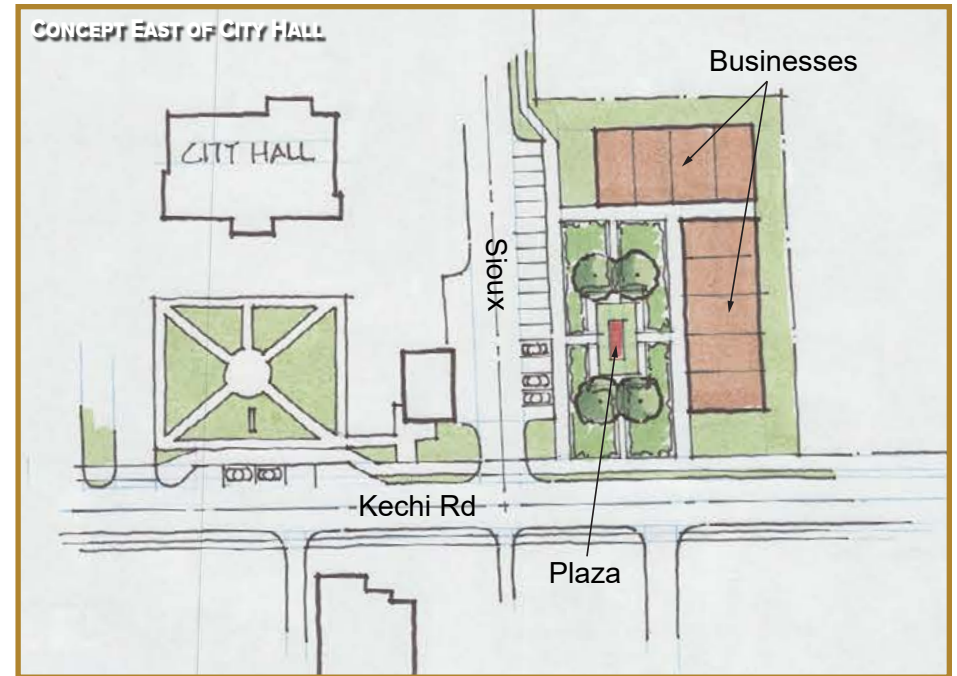 CONCEPT EAST OF CITY HALL
Businesses
CITY HALL
Sioux
Kechi Rd
Plaza